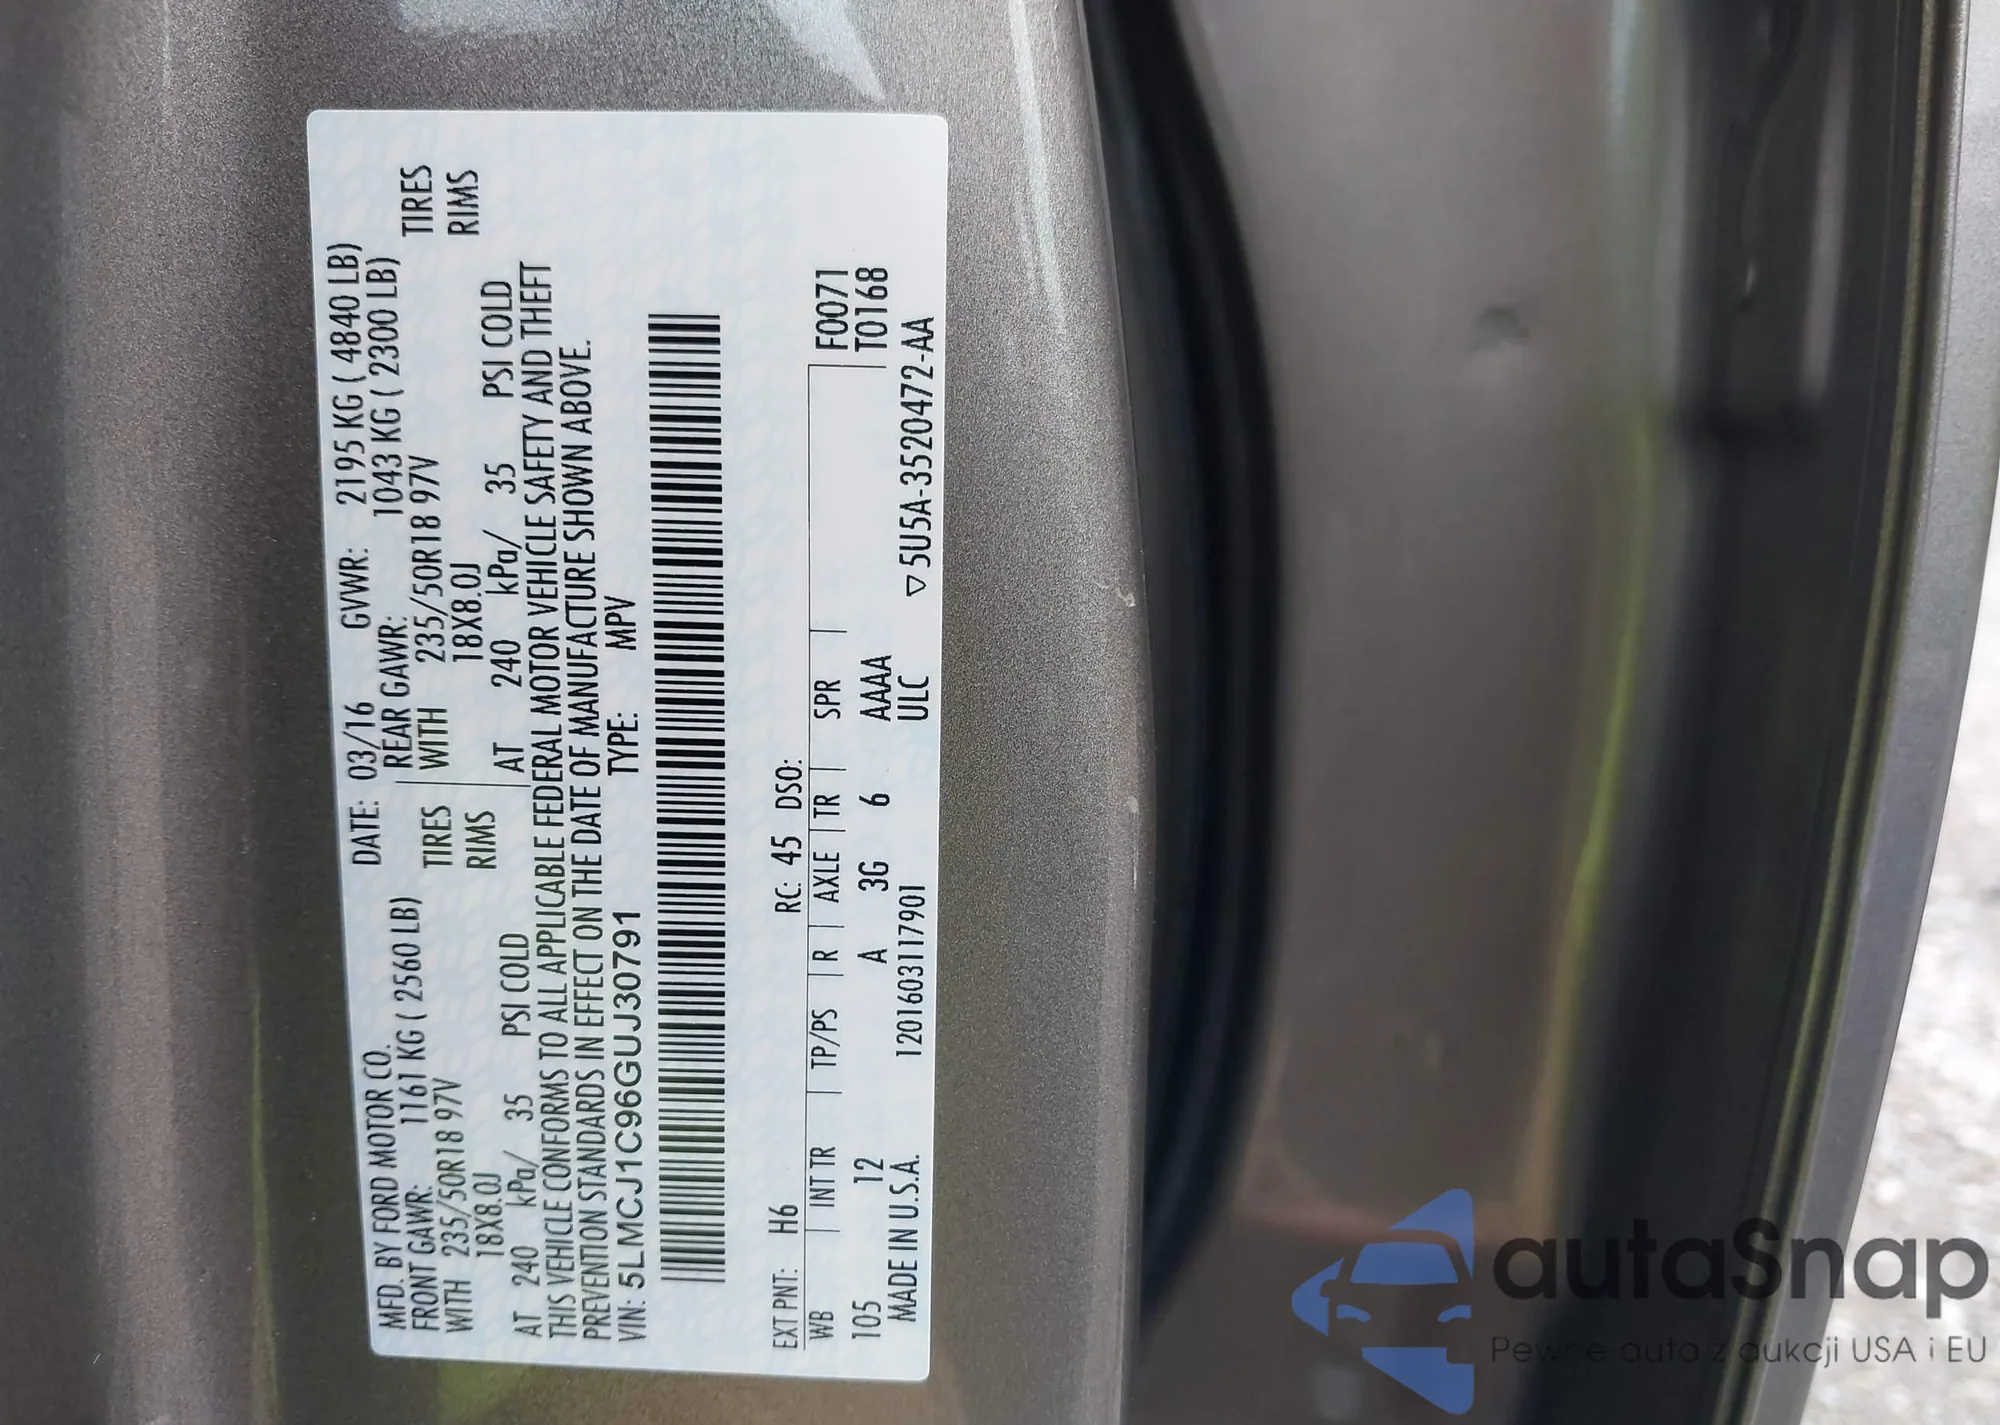 MFD. BY FORD MOTOR CO. DATE: 03/16 GVWR: 2195 KG ( 4840 LB)
FRONT GAWR: 1161 KG ( 2560 LB) REAR GAWR: 1043 KG ( 2300 LB)
WITH 235/50R18 97V TIRES WITH 235/50R18 97V TIRES
18X8.0J RIMS 18X8.0J RIMS
AT 240 kPa/ 35 PSI COLD AT 240 kPa/ 35 PSI COLD
THIS VEHICLE CONFORMS TO ALL APPLICABLE FEDERAL MOTOR VEHICLE SAFETY AND THEFT
PREVENTION STANDARDS IN EFFECT ON THE DATE OF MANUFACTURE SHOWN ABOVE.
VIN: 5LMCJ1C96GUJ30791 TYPE: MPV
EXT PNT: H6 RC: 45 DSO:
WB INT TR TP/PS R AXLE TR SPR F0071
105 12 A 3G 6 AAAA T0168
MADE IN U.S.A. 120160311790I ULC ▽5U5A-3520472-AA
autaSnap
Pewne auta z aukcji USA i EU